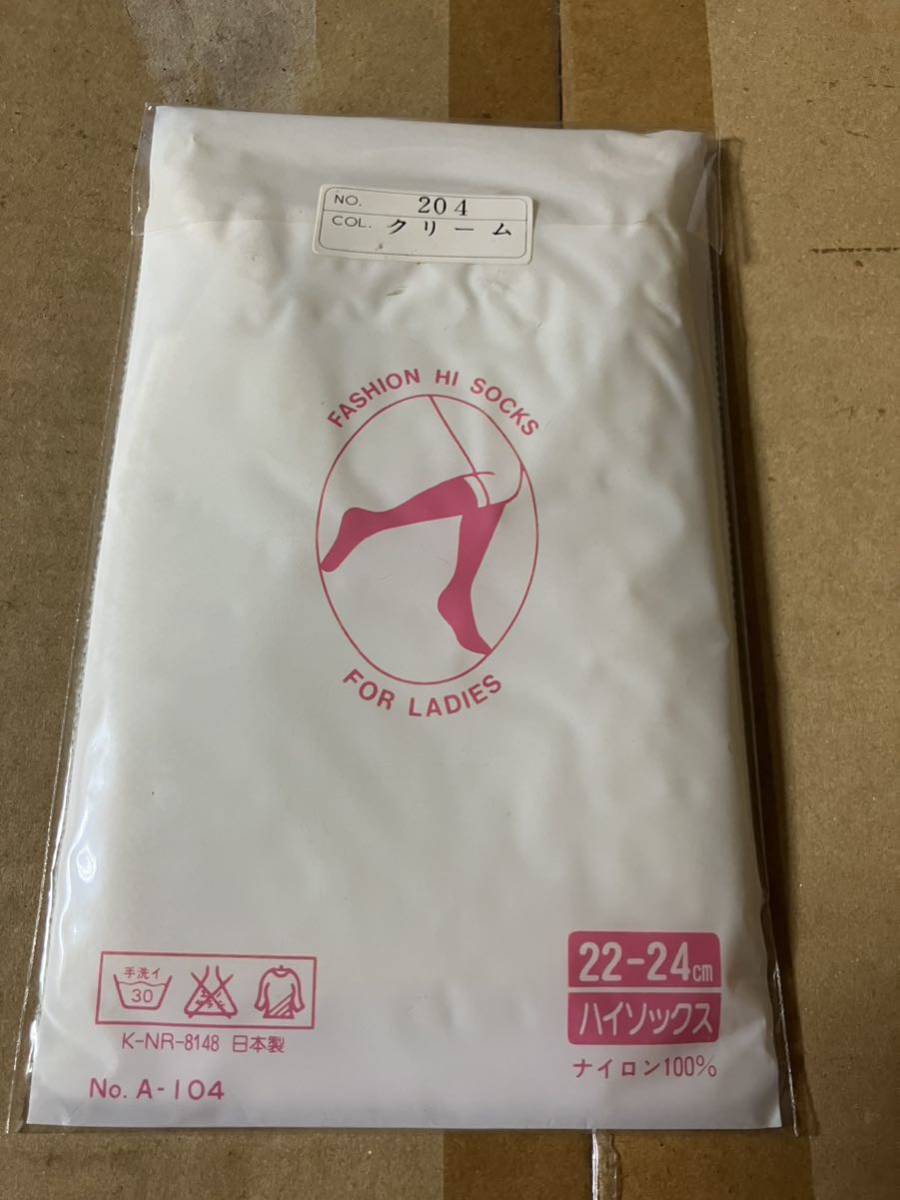 NO. 204
COL. クリーム
FASHION HI SOCKS
FOR LADIES
手洗イ
30
K-NR-8148 日本製
No. A-104
22-24cm
ハイソックス
ナイロン100%